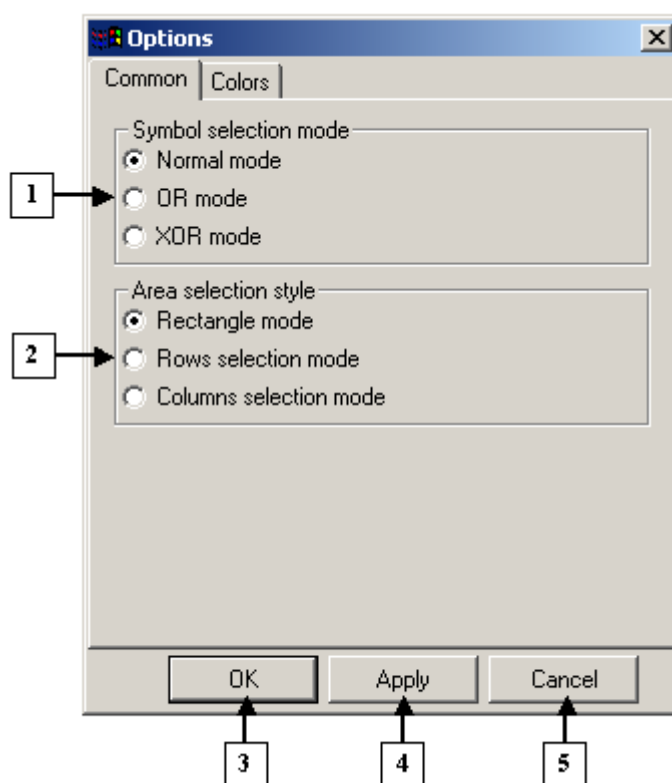 Options
Common Colors
Symbol selection mode
Normal mode
1
OR mode
XOR mode
Area selection style
Rectangle mode
2
Rows selection mode
Columns selection mode
OK Apply Cancel
3 4 5